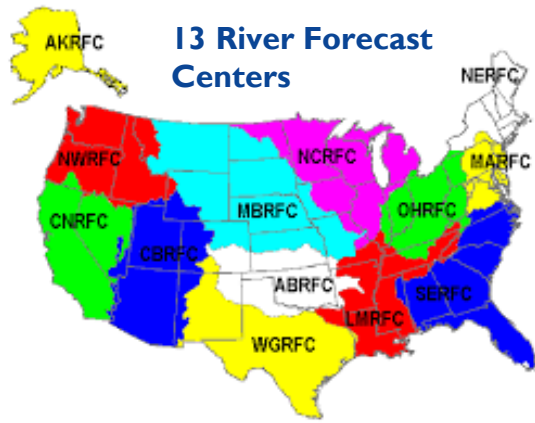 13 River Forecast
Centers
AKRFC
NERFC
NWRFC
NCRFC
MARFC
CNRFC
MBRFC
OHRFC
CBRFC
ABRFC
SERFC
LMRFC
WGRFC